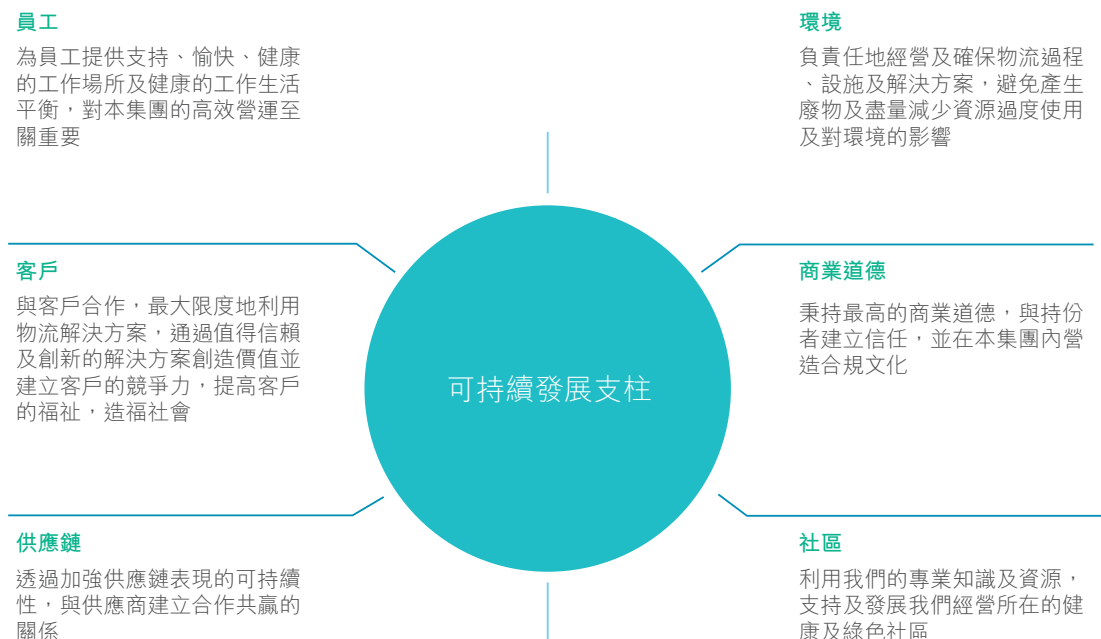 員工
為員工提供支持、愉快、健康
的工作場所及健康的工作生活
平衡，對本集團的高效營運至
關重要
環境
負責任地經營及確保物流過程
、設施及解決方案，避免產生
廢物及盡量減少資源過度使用
及對環境的影響
客戶
與客戶合作，最大限度地利用
物流解決方案，通過值得信賴
及創新的解決方案創造價值並
建立客戶的競爭力，提高客戶
的福祉，造福社會
商業道德
秉持最高的商業道德，與持份
者建立信任，並在本集團內營
造合規文化
可持續發展支柱
供應鏈
透過加強供應鏈表現的可持續
性，與供應商建立合作共贏的
關係
社區
利用我們的專業知識及資源，
支持及發展我們經營所在的健
康及綠色社區